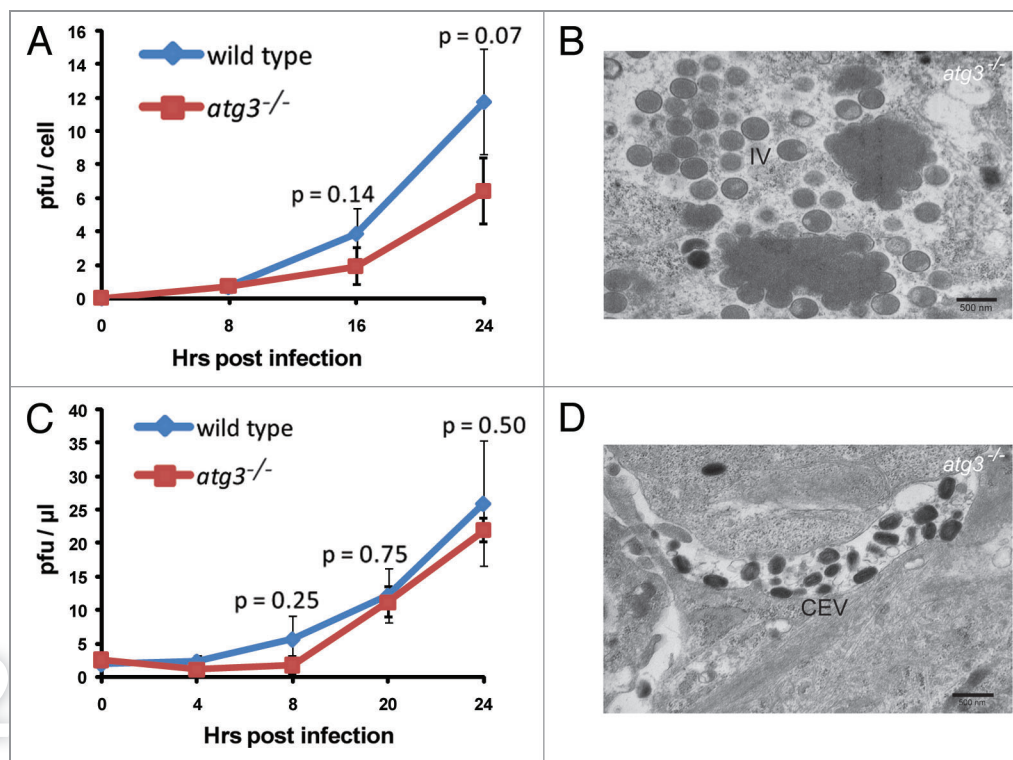 A
16
14
12
10
8
6
4
2
0
pfu / cell
wild type
atg3-/-
p = 0.14
p = 0.07
0 8 16 24
Hrs post infection
B
atg3-/-
IV
500 nm
C
40
35
30
25
20
15
10
5
0
pfu / µl
wild type
atg3-/-
p = 0.25
p = 0.75
p = 0.50
0 4 8 20 24
Hrs post infection
D
atg3-/-
CEV
500 nm